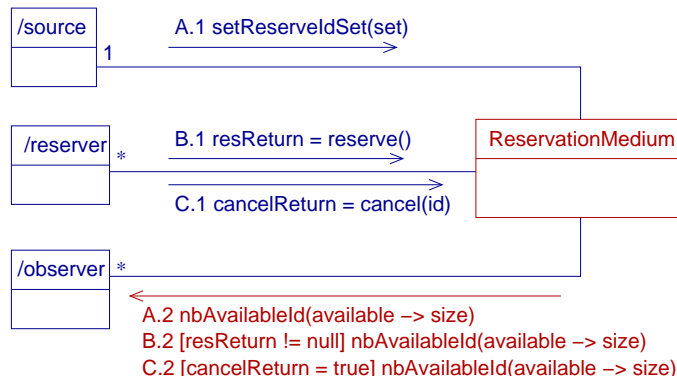 /source
A.1 setReserveIdSet(set)
1
/reserver
*
B.1 resReturn = reserve()
ReservationMedium
C.1 cancelReturn = cancel(id)
/observer
*
A.2 nbAvailableId(available −> size)
B.2 [resReturn != null] nbAvailableId(available −> size)
C.2 [cancelReturn = true] nbAvailableId(available −> size)